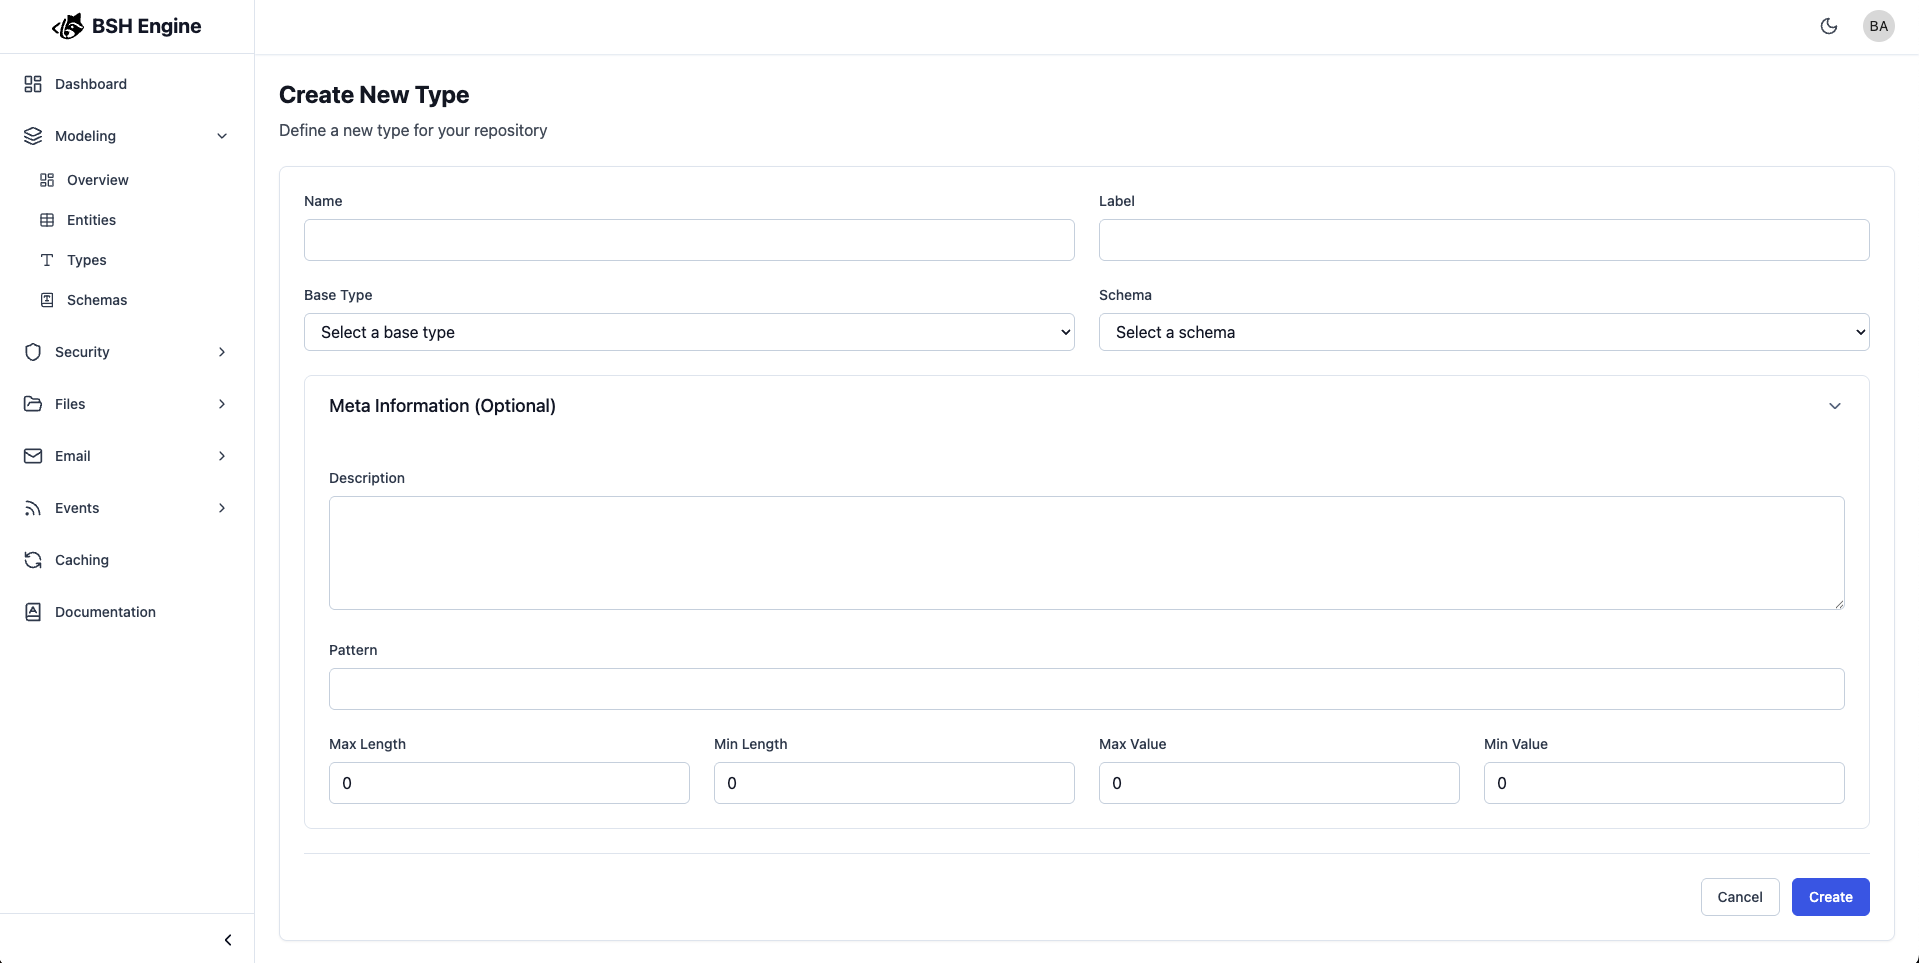 BSH Engine
BA
Dashboard
Modeling
Overview
Entities
Types
Schemas
Security
Files
Email
Events
Caching
Documentation
Create New Type
Define a new type for your repository
Name
Label
Base Type
Schema
Select a base type
Select a schema
Meta Information (Optional)
Description
Pattern
Max Length
Min Length
Max Value
Min Value
0
0
0
0
Cancel
Create